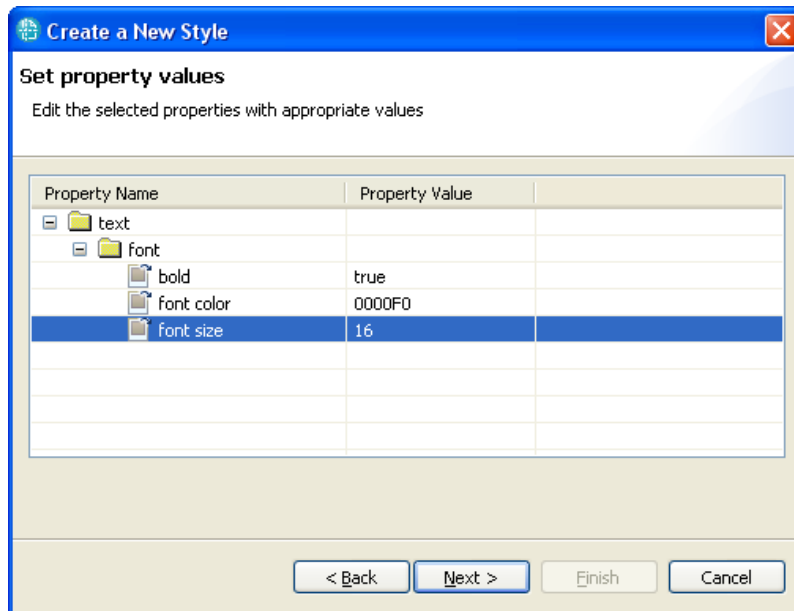 Create a New Style
Set property values
Edit the selected properties with appropriate values
Property Name Property Value
text
font
bold true
font color 0000F0
font size 16
< Back Next > Finish Cancel